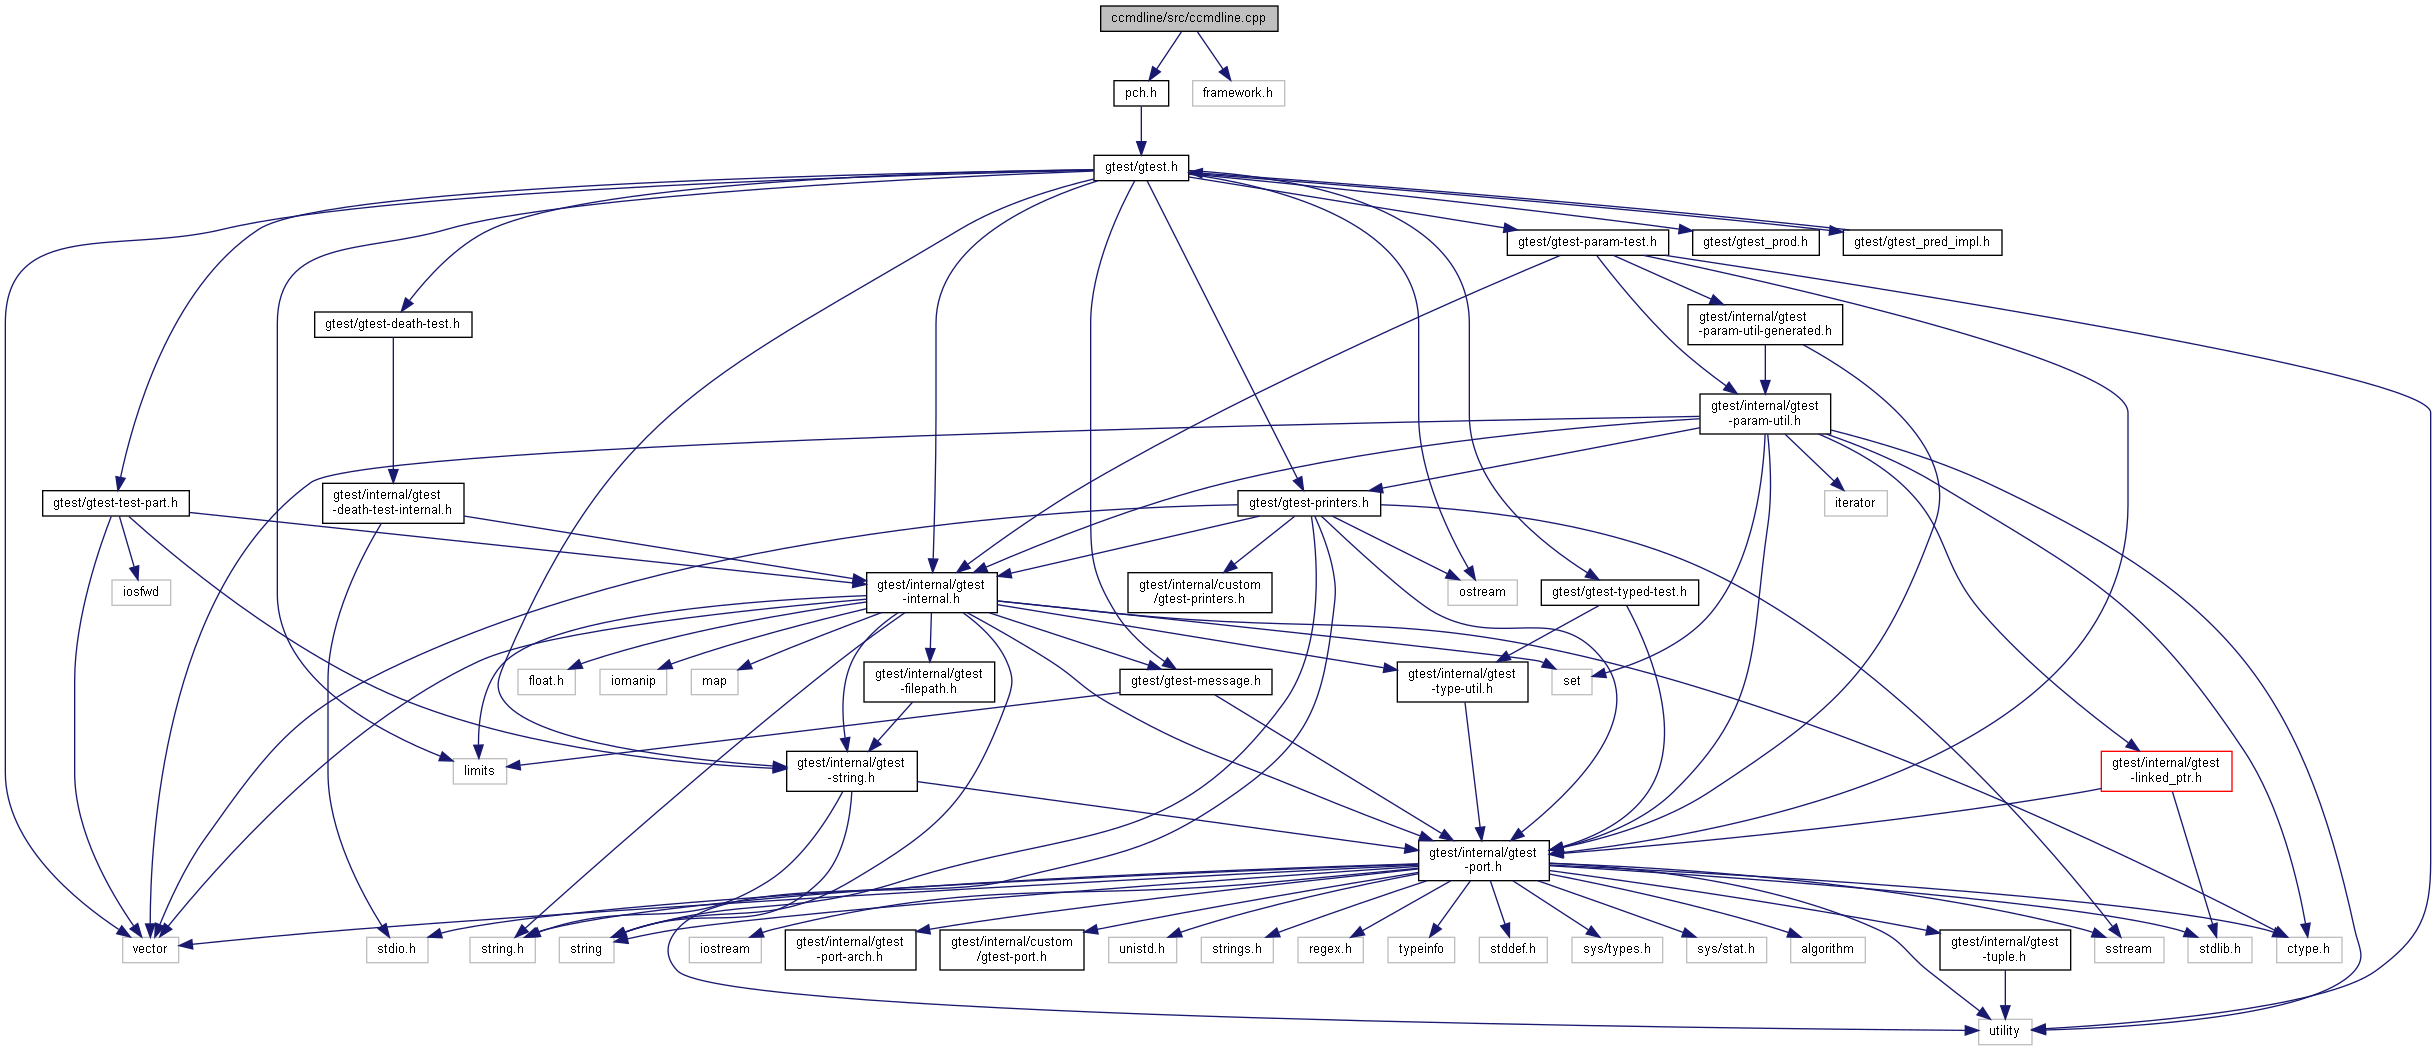 ccmdline/src/ccmdline.cpp
pch.h
framework.h
gtest/gtest.h
gtest/gtest-param-test.h
gtest/gtest_prod.h
gtest/gtest_pred_impl.h
gtest/gtest-death-test.h
gtest/internal/gtest
-param-util-generated.h
gtest/internal/gtest
-param-util.h
gtest/gtest-test-part.h
gtest/internal/gtest
-death-test-internal.h
gtest/gtest-printers.h
iterator
iosfwd
gtest/internal/gtest
-internal.h
gtest/internal/custom
/gtest-printers.h
ostream
gtest/gtest-typed-test.h
float.h
iomanip
map
gtest/internal/gtest
-filepath.h
gtest/gtest-message.h
gtest/internal/gtest
-type-util.h
set
limits
gtest/internal/gtest
-string.h
gtest/internal/gtest
-linked_ptr.h
gtest/internal/gtest
-port.h
vector
stdio.h
string.h
string
iostream
gtest/internal/gtest
-port-arch.h
gtest/internal/custom
/gtest-port.h
unistd.h
strings.h
regex.h
typeinfo
stddef.h
sys/types.h
sys/stat.h
algorithm
gtest/internal/gtest
-tuple.h
sstream
stdlib.h
ctype.h
utility